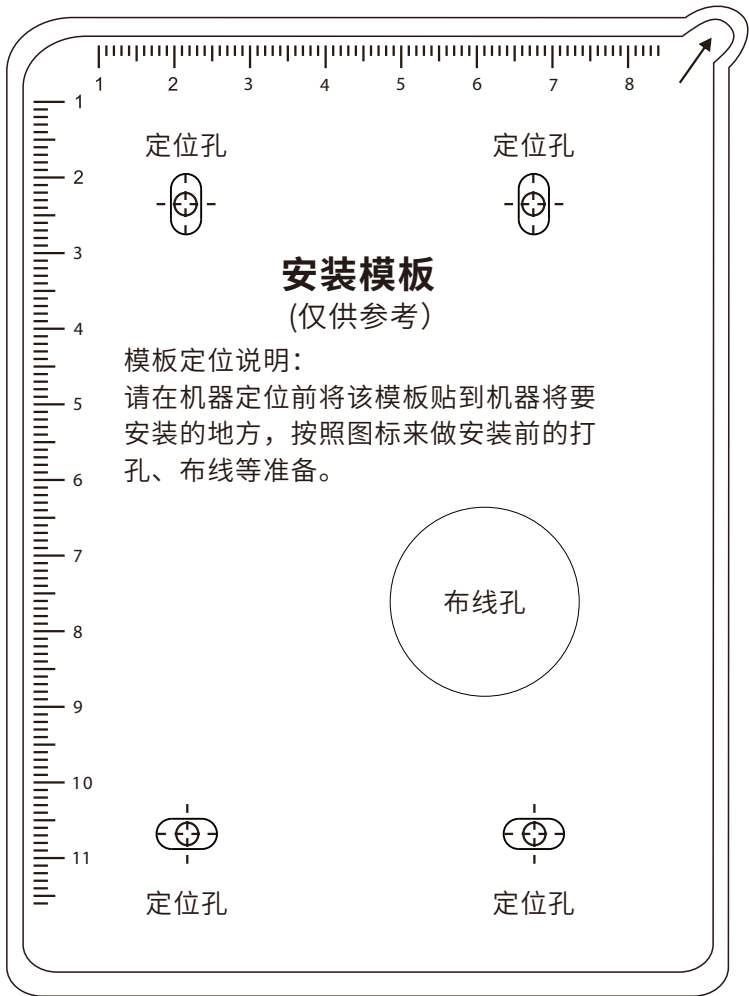 1 2 3 4 5 6 7 8
1
2
3
4
5
6
7
8
9
10
11
定位孔 定位孔
安装模板
(仅供参考）
模板定位说明：
请在机器定位前将该模板贴到机器将要
安装的地方，按照图标来做安装前的打
孔、布线等准备。
布线孔
定位孔 定位孔